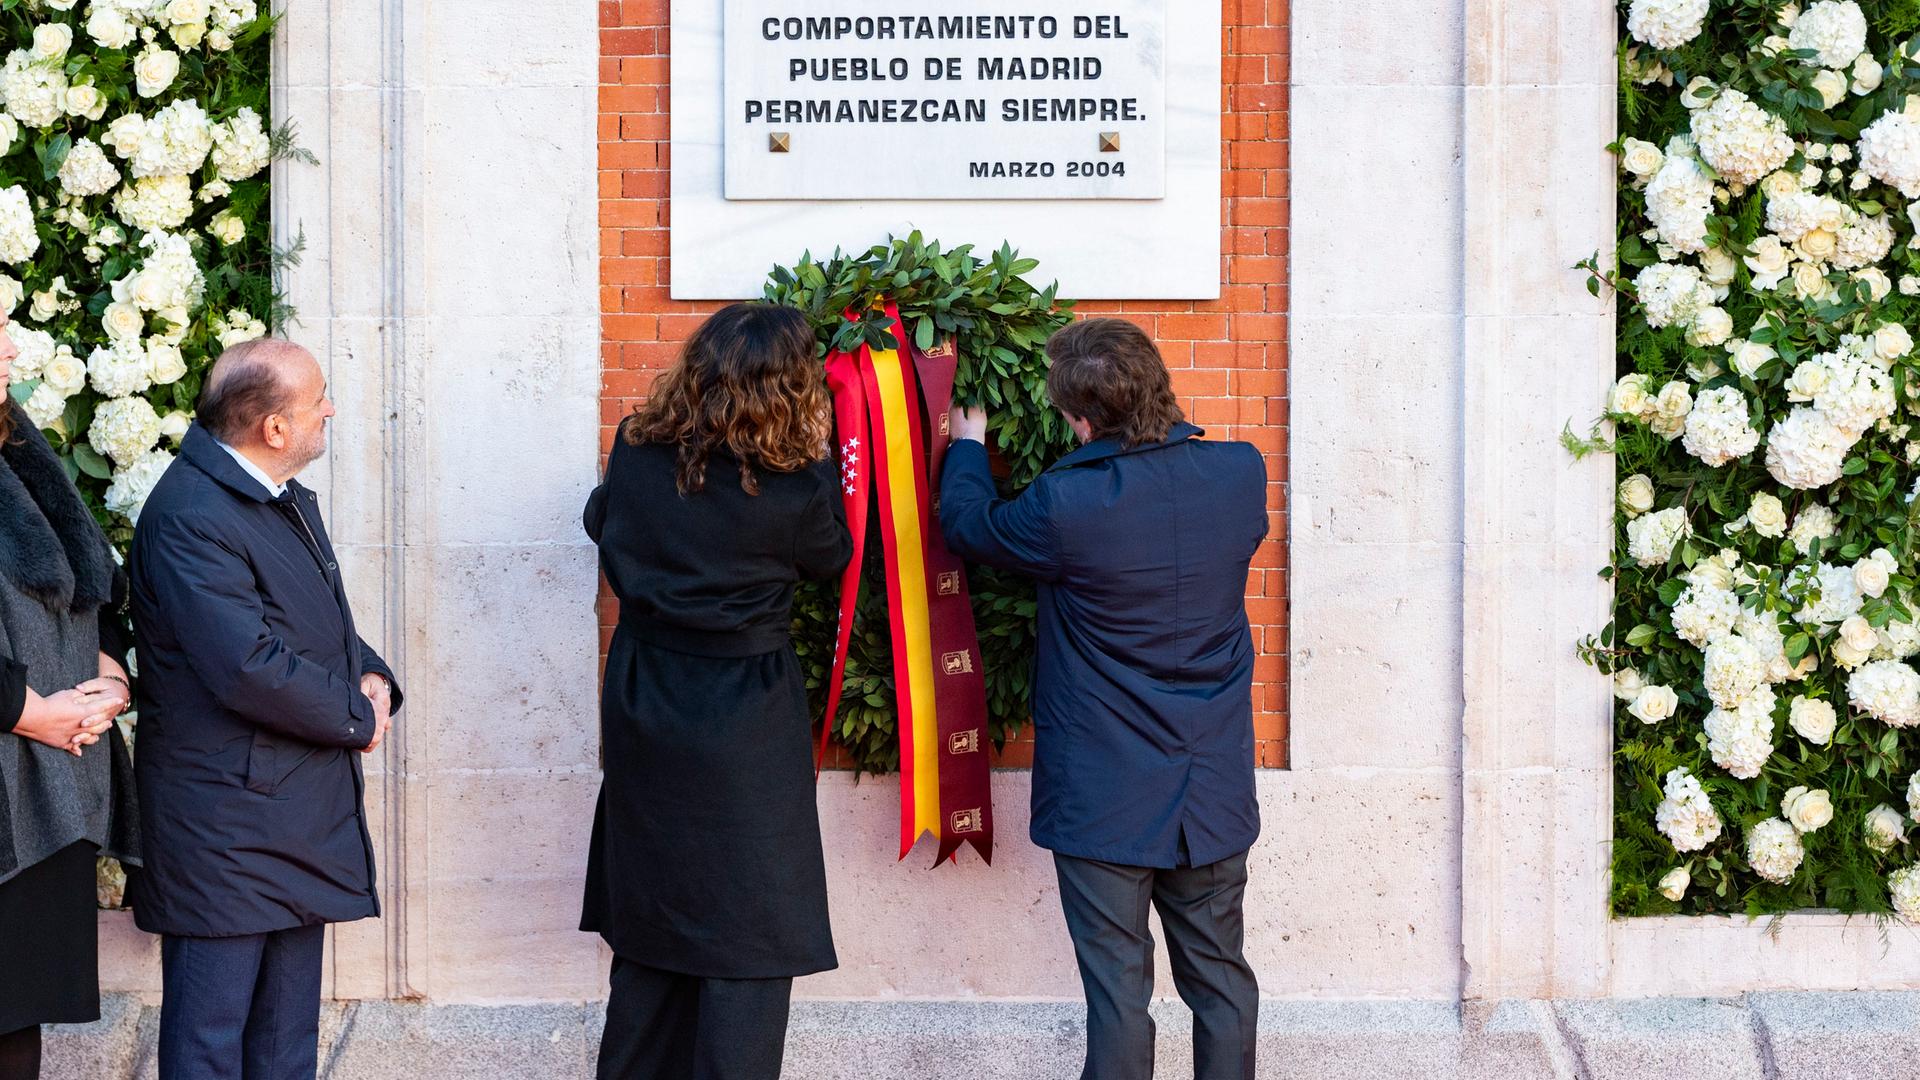 COMPORTAMIENTO DEL
PUEBLO DE MADRID
PERMANEZCAN SIEMPRE.
MARZO 2004